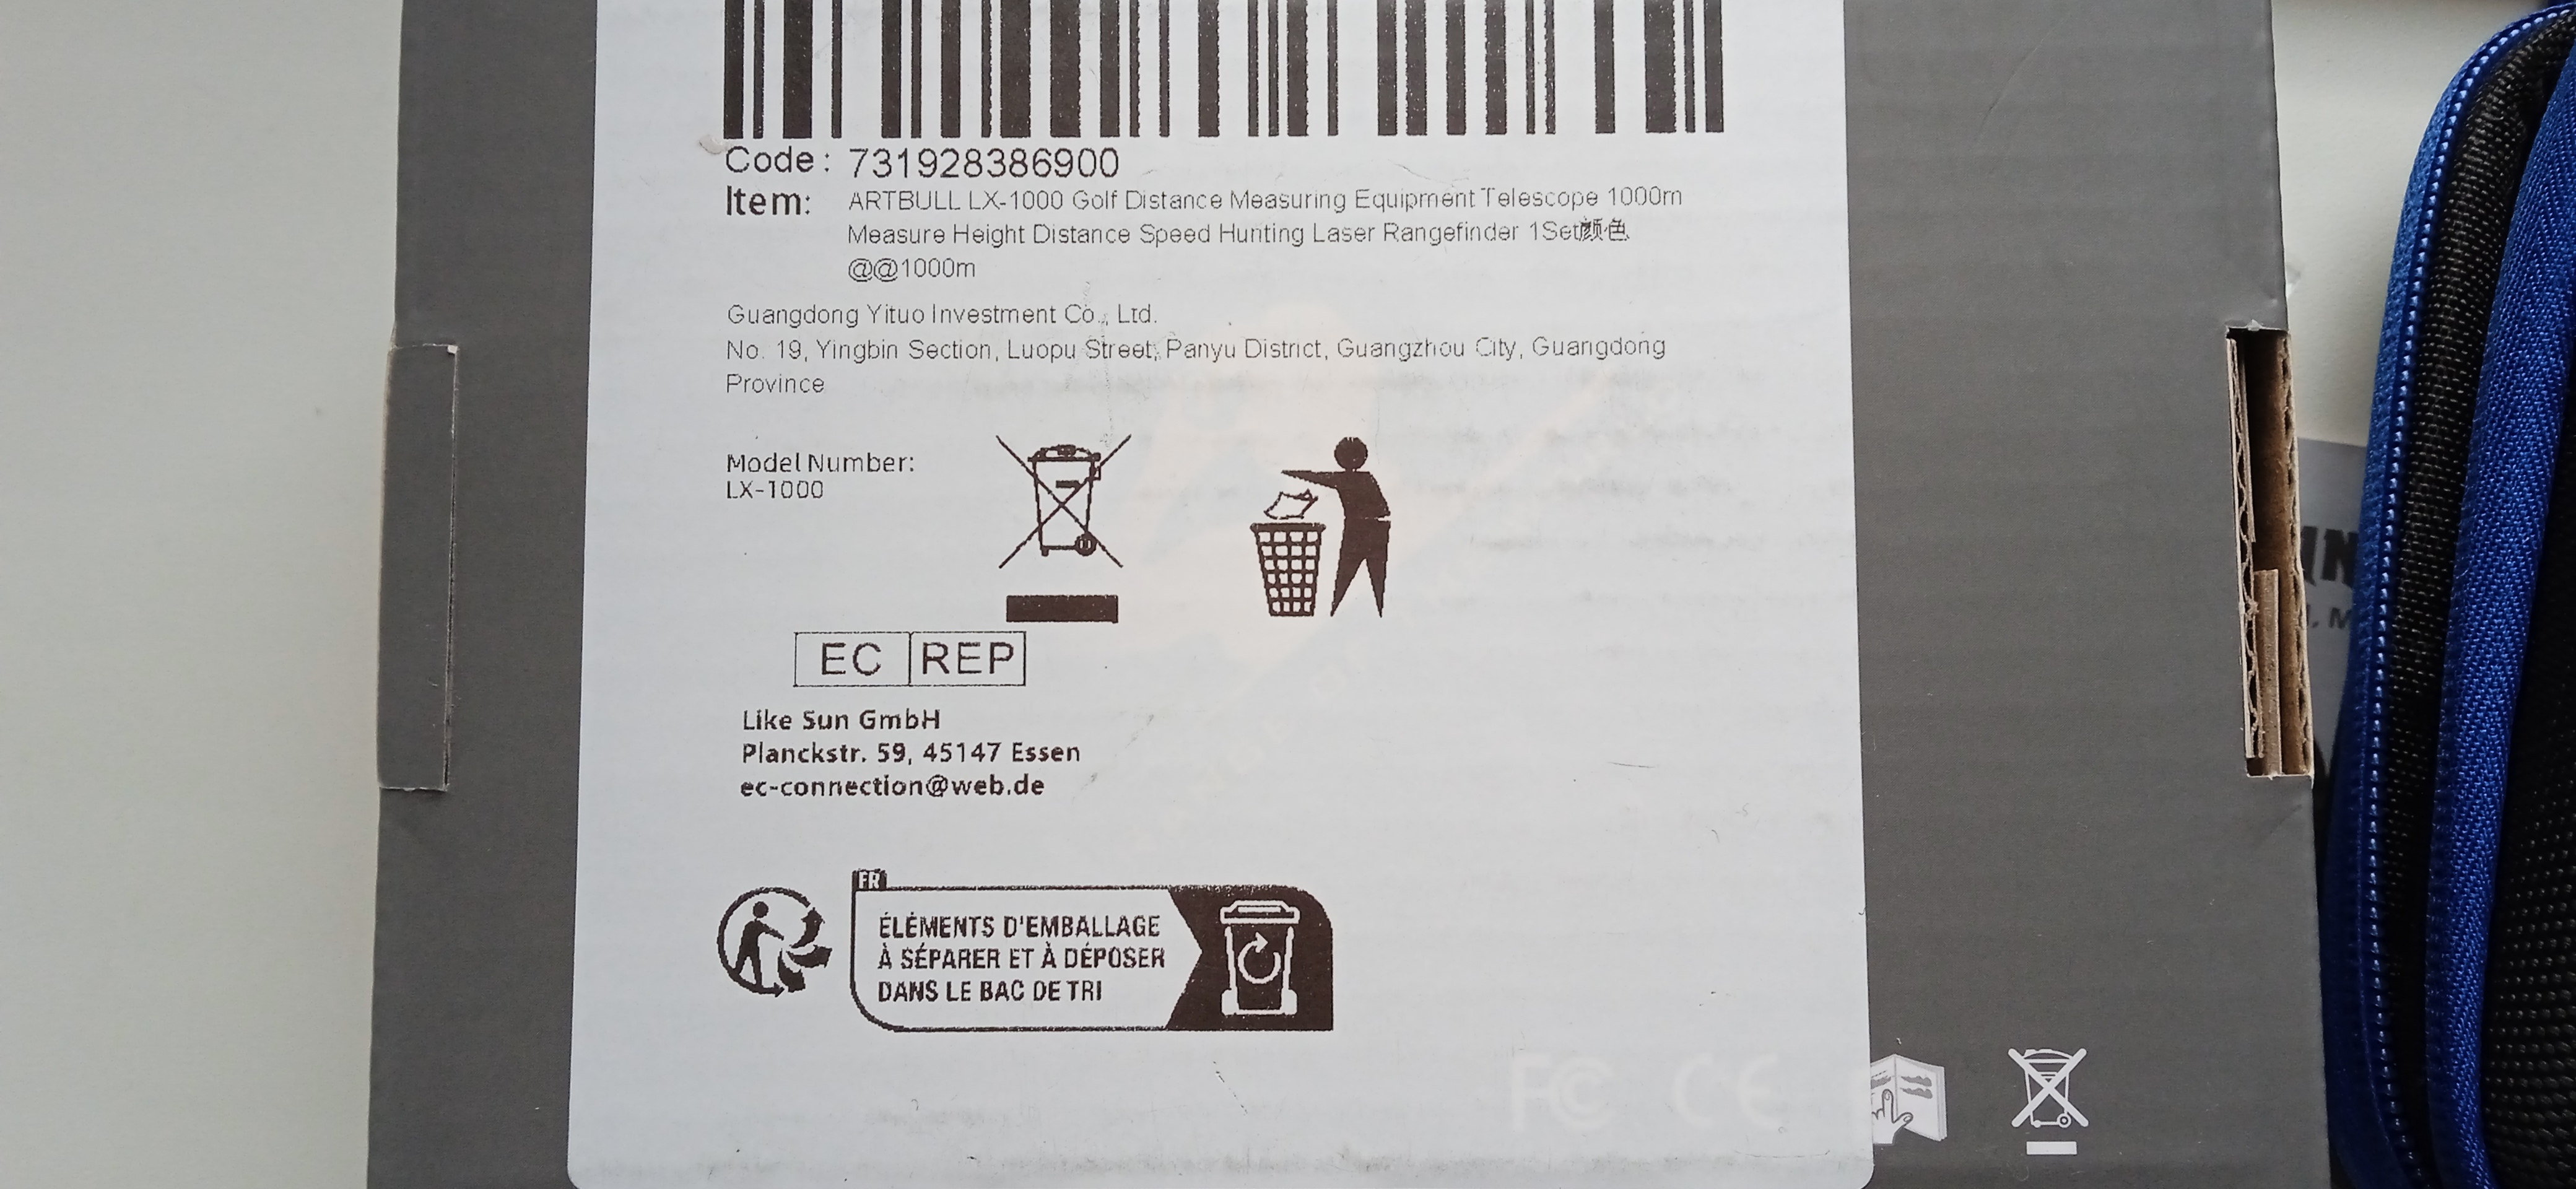 Code: 731928386900
Item: ARTBULL LX-1000 Golf Distance Measuring Equipment Telescope 1000m
Measure Height Distance Speed Hunting Laser Rangefinder 1Set颜色
@@1000m
Guangdong Yituo Investment Co., Ltd.
No. 19, Yingbin Section, Luopu Street, Panyu District, Guangzhou City, Guangdong
Province
Model Number:
LX-1000
EC REP
Like Sun GmbH
Planckstr. 59, 45147 Essen
ec-connection@web.de
FR
ÉLÉMENTS D'EMBALLAGE
À SÉPARER ET À DÉPOSER
DANS LE BAC DE TRI
FC CE